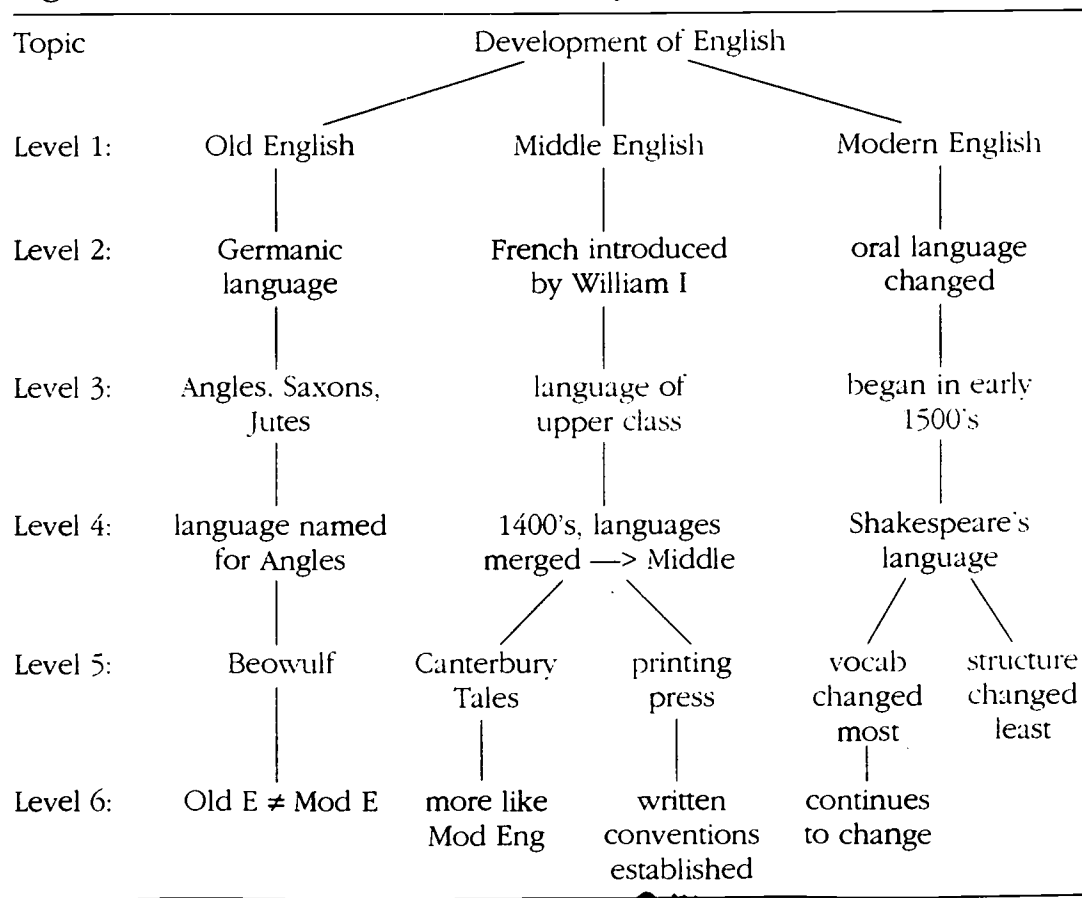 Topic Development of English
Level 1: Old English Middle English Modern English
Level 2: Germanic French introduced oral language
language by William I changed
Level 3: Angles. Saxons, language of began in early
Jutes upper class 1500's
Level 4: language named 1400's, languages Shakespeare's
for Angles merged —> Middle language
Level 5: Beowulf Canterbury printing vocab structure
Tales press changed changed
most least
Level 6: Old E ≠ Mod E more like written continues
Mod Eng conventions to change
established